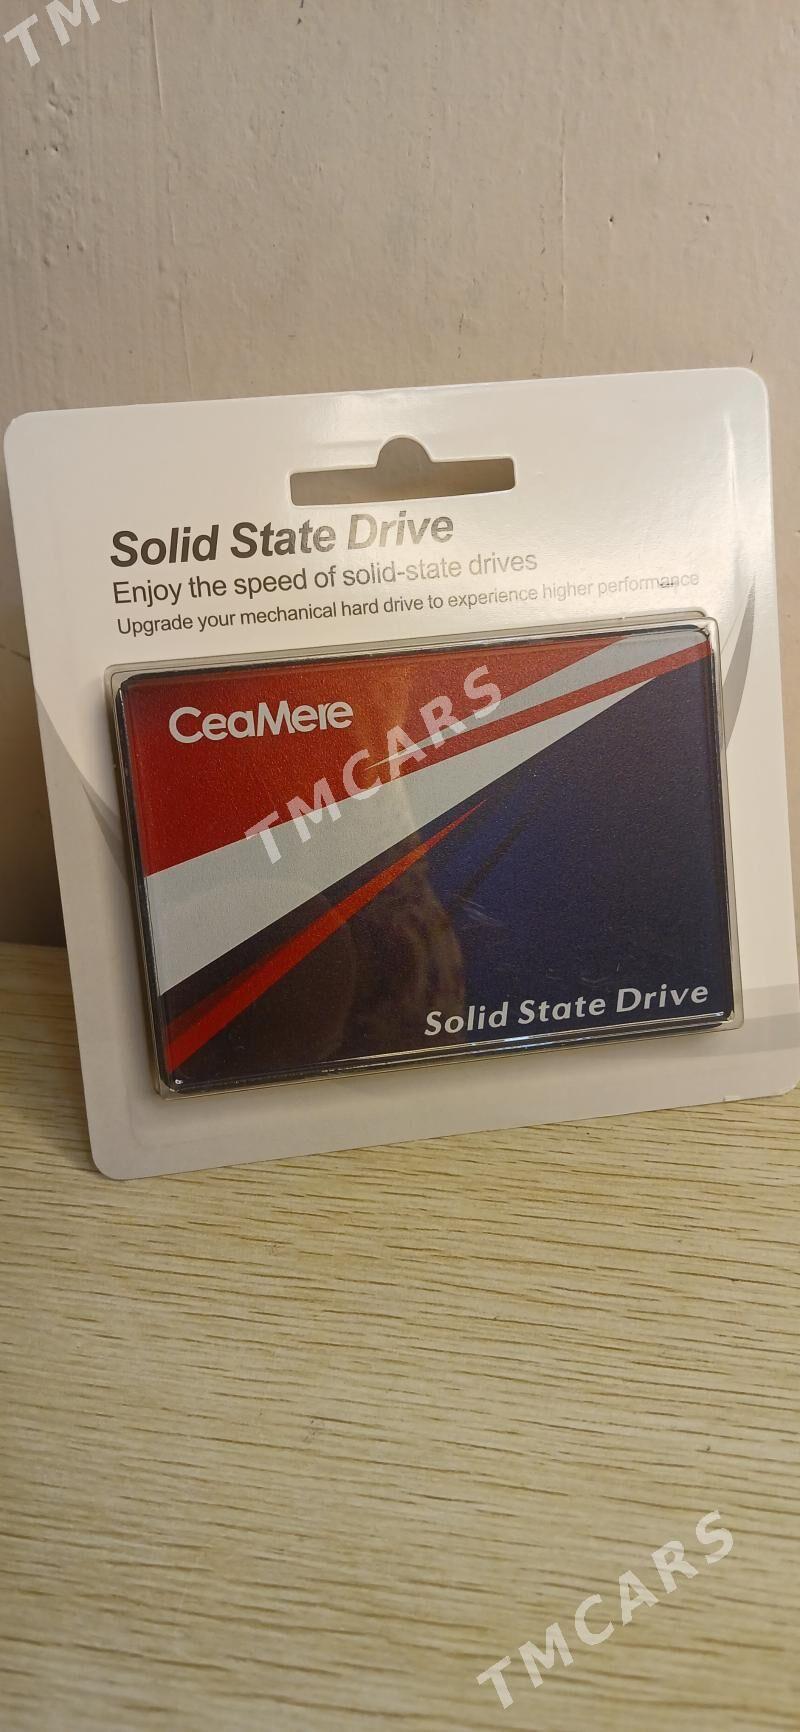 TMCARS
Solid State Drive
Enjoy the speed of solid-state drives
Upgrade your mechanical hard drive to experience higher performance
CeaMere
TMCARS
Solid State Drive
TMCARS